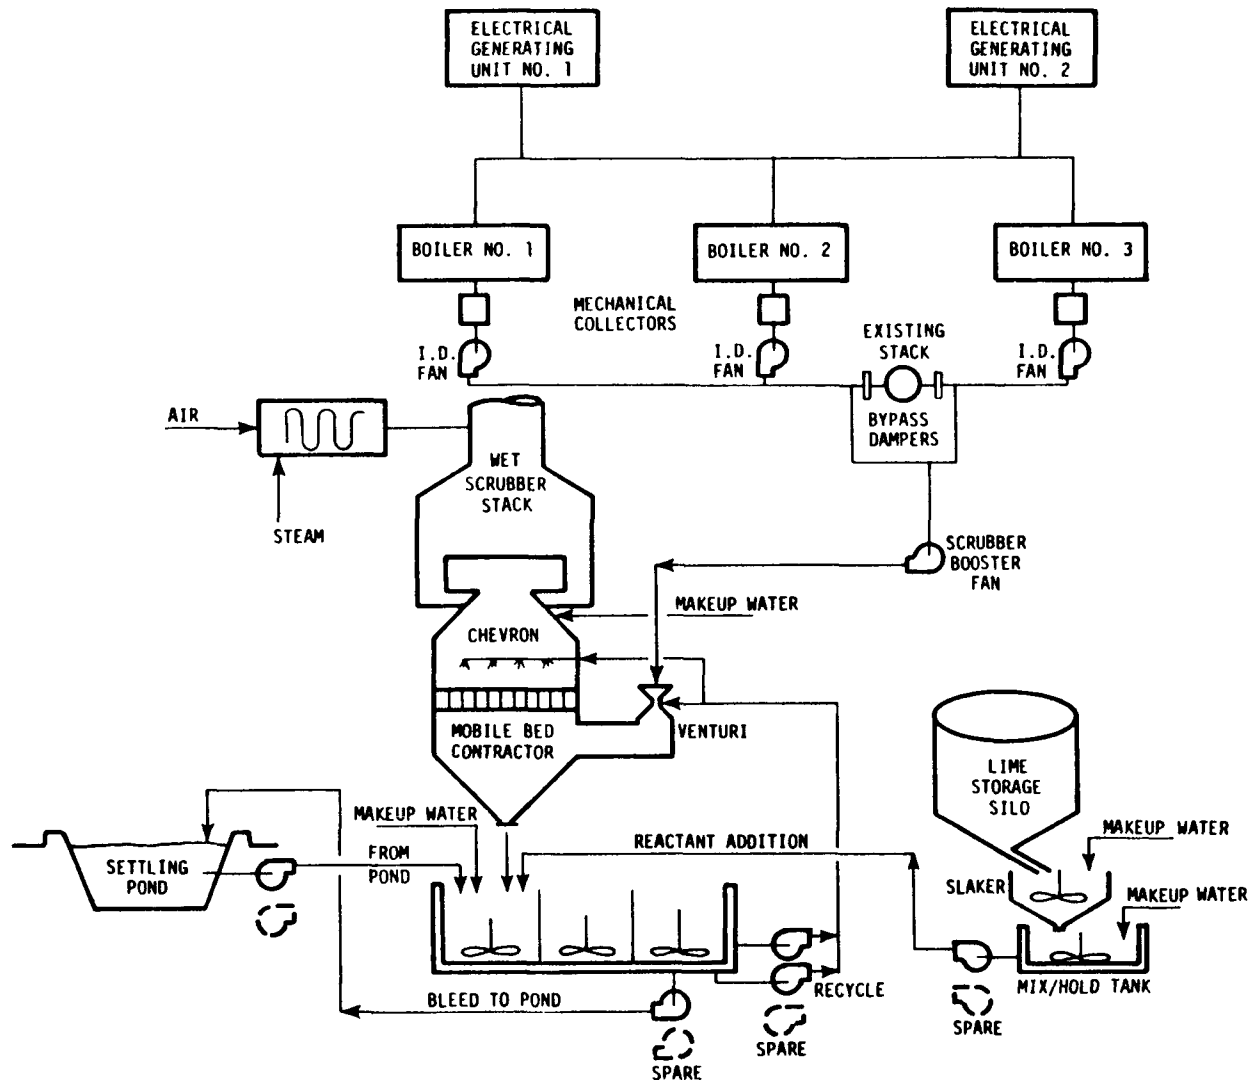 ELECTRICAL
GENERATING
UNIT NO. 1
ELECTRICAL
GENERATING
UNIT NO. 2
BOILER NO. 1
BOILER NO. 2
BOILER NO. 3
MECHANICAL
COLLECTORS
I.D.
FAN
I.D.
FAN
EXISTING
STACK
I.D.
FAN
BYPASS
DAMPERS
AIR
STEAM
WET
SCRUBBER
STACK
SCRUBBER
BOOSTER
FAN
MAKEUP WATER
CHEVRON
MOBILE BED
CONTRACTOR
VENTURI
LIME
STORAGE
SILO
MAKEUP WATER
REACTANT ADDITION
MAKEUP WATER
FROM
POND
SETTLING
POND
SLAKER
MAKEUP WATER
BLEED TO POND
RECYCLE
MIX/HOLD TANK
SPARE
SPARE
SPARE